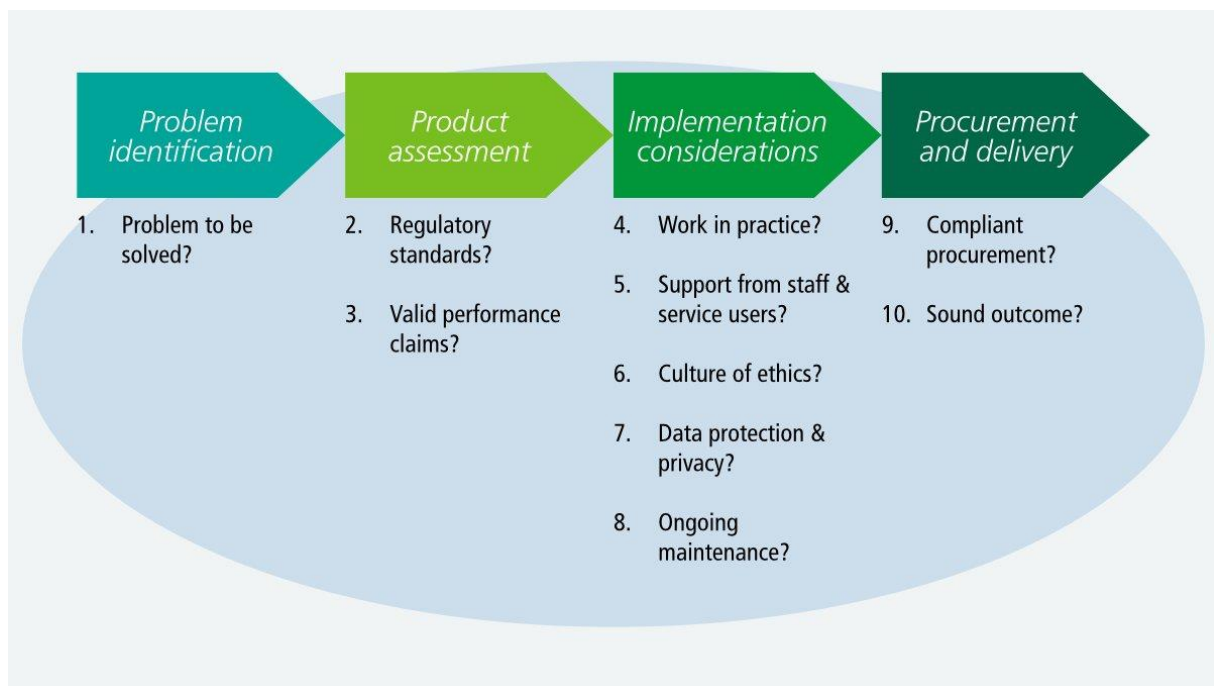 Problem
identification
1. Problem to be
solved?
Product
assessment
2. Regulatory
standards?
3. Valid performance
claims?
Implementation
considerations
4. Work in practice?
5. Support from staff &
service users?
6. Culture of ethics?
7. Data protection &
privacy?
8. Ongoing
maintenance?
Procurement
and delivery
9. Compliant
procurement?
10. Sound outcome?